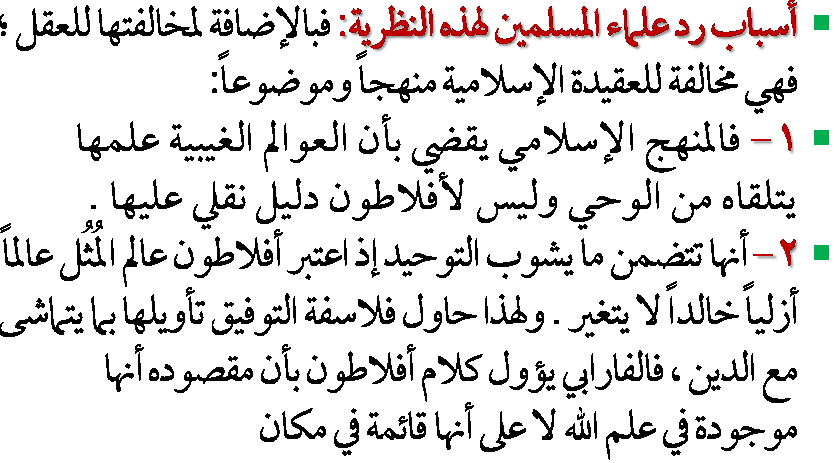 أسباب رد علماء المسلمين لهذه النظرية: فبالإضافة لمخالفتها للعقل ؛
فهي مخالفة للعقيدة الإسلامية منهجاً وموضوعاً:
١ – فالمنهج الإسلامي يقضي بأن العوالم الغيبية علمها
يتلقاه من الوحي وليس لأفلاطون دليل نقلي عليها .
٢– أنها تتضمن ما يشوب التوحيد إذ اعتبر أفلاطون عالم المُثُل عالماً
أزلياً خالداً لا يتغير . ولهذا حاول فلاسفة التوفيق تأويلها بما يتماشى
مع الدين ، فالفارابي يؤول كلام أفلاطون بأن مقصوده أنها
موجودة في علم الله لا على أنها قائمة في مكان